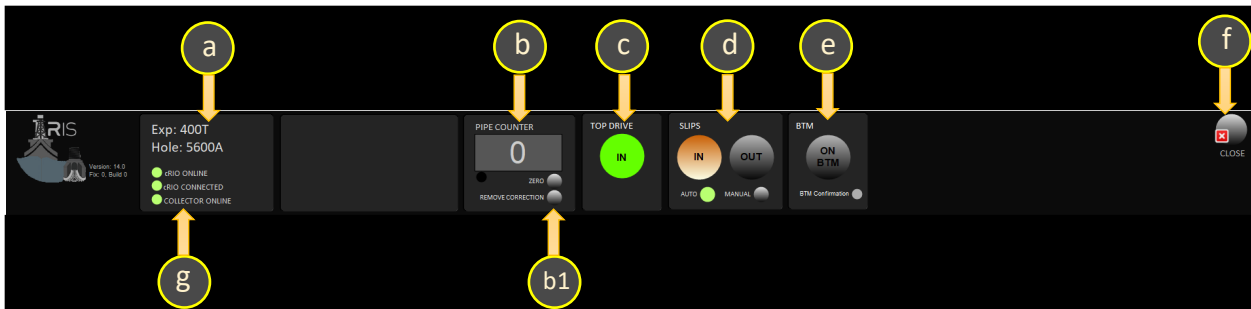 a
b
c
d
e
f
RIS
Version: 14.0
Fix: 0, Build 0
Exp: 400T
Hole: 5600A
cRIO ONLINE
cRIO CONNECTED
COLLECTOR ONLINE
PIPE COUNTER
0
ZERO
REMOVE CORRECTION
TOP DRIVE
IN
SLIPS
IN
OUT
AUTO
MANUAL
BTM
ON
BTM
BTM Confirmation
CLOSE
g
b1